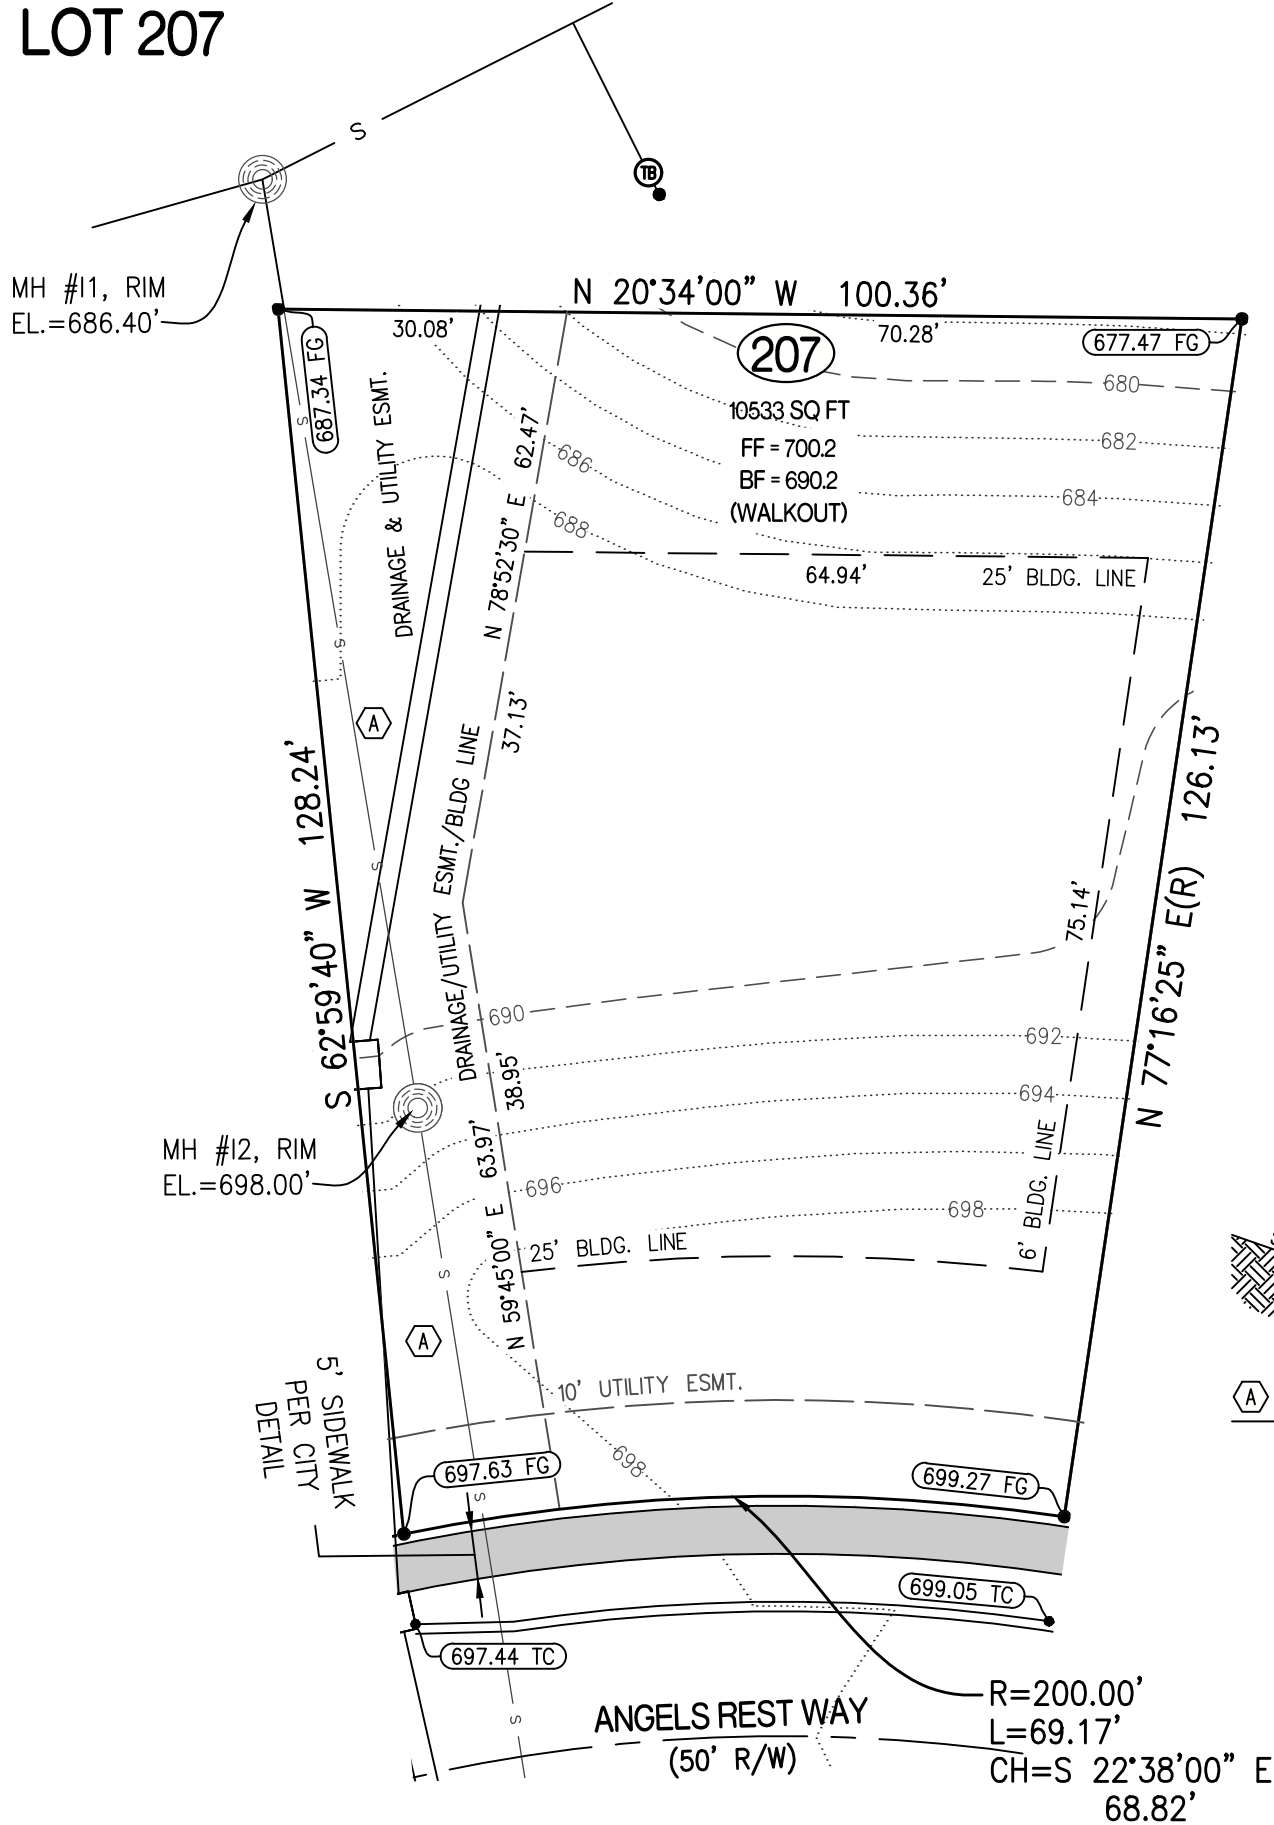 LOT 207
S
TB
MH #11, RIM
EL.=686.40'
N 20°34'00" W 100.36'
30.08'
70.28'
687.34 FG
677.47 FG
207
10533 SQ FT
FF = 700.2
BF = 690.2
(WALKOUT)
680
682
684
686
688
S
DRAINAGE & UTILITY ESMT.
N 78°52'30" E 62.47'
64.94'
25' BLDG. LINE
S
A
37.13'
DRAINAGE/UTILITY ESMT./BLDG LINE
S 62°59'40" W 128.24'
N 77°16'25" E(R) 126.13'
75.14'
S
690
692
694
696
698
38.95'
MH #12, RIM
EL.=698.00'
N 59°45'00" E 63.97'
25' BLDG. LINE
6' BLDG. LINE
S
A
A
5' SIDEWALK
PER CITY
DETAIL
10' UTILITY ESMT.
698
697.63 FG
699.27 FG
S
699.05 TC
697.44 TC
S
ANGELS REST WAY
(50' R/W)
R=200.00'
L=69.17'
CH=S 22°38'00" E
68.82'